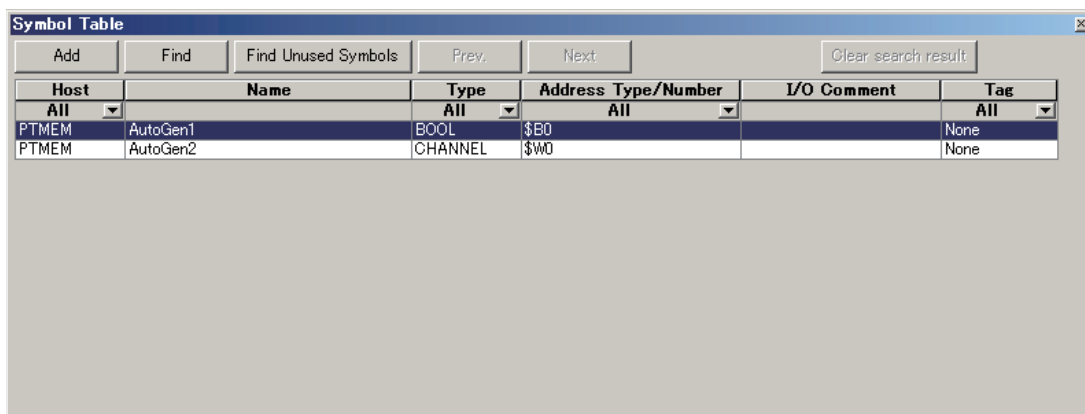 Symbol Table
Add Find Find Unused Symbols Prev. Next Clear search result
Host Name Type Address Type/Number I/O Comment Tag
All All All All
PTMEM AutoGen1 BOOL $B0 None
PTMEM AutoGen2 CHANNEL $W0 None